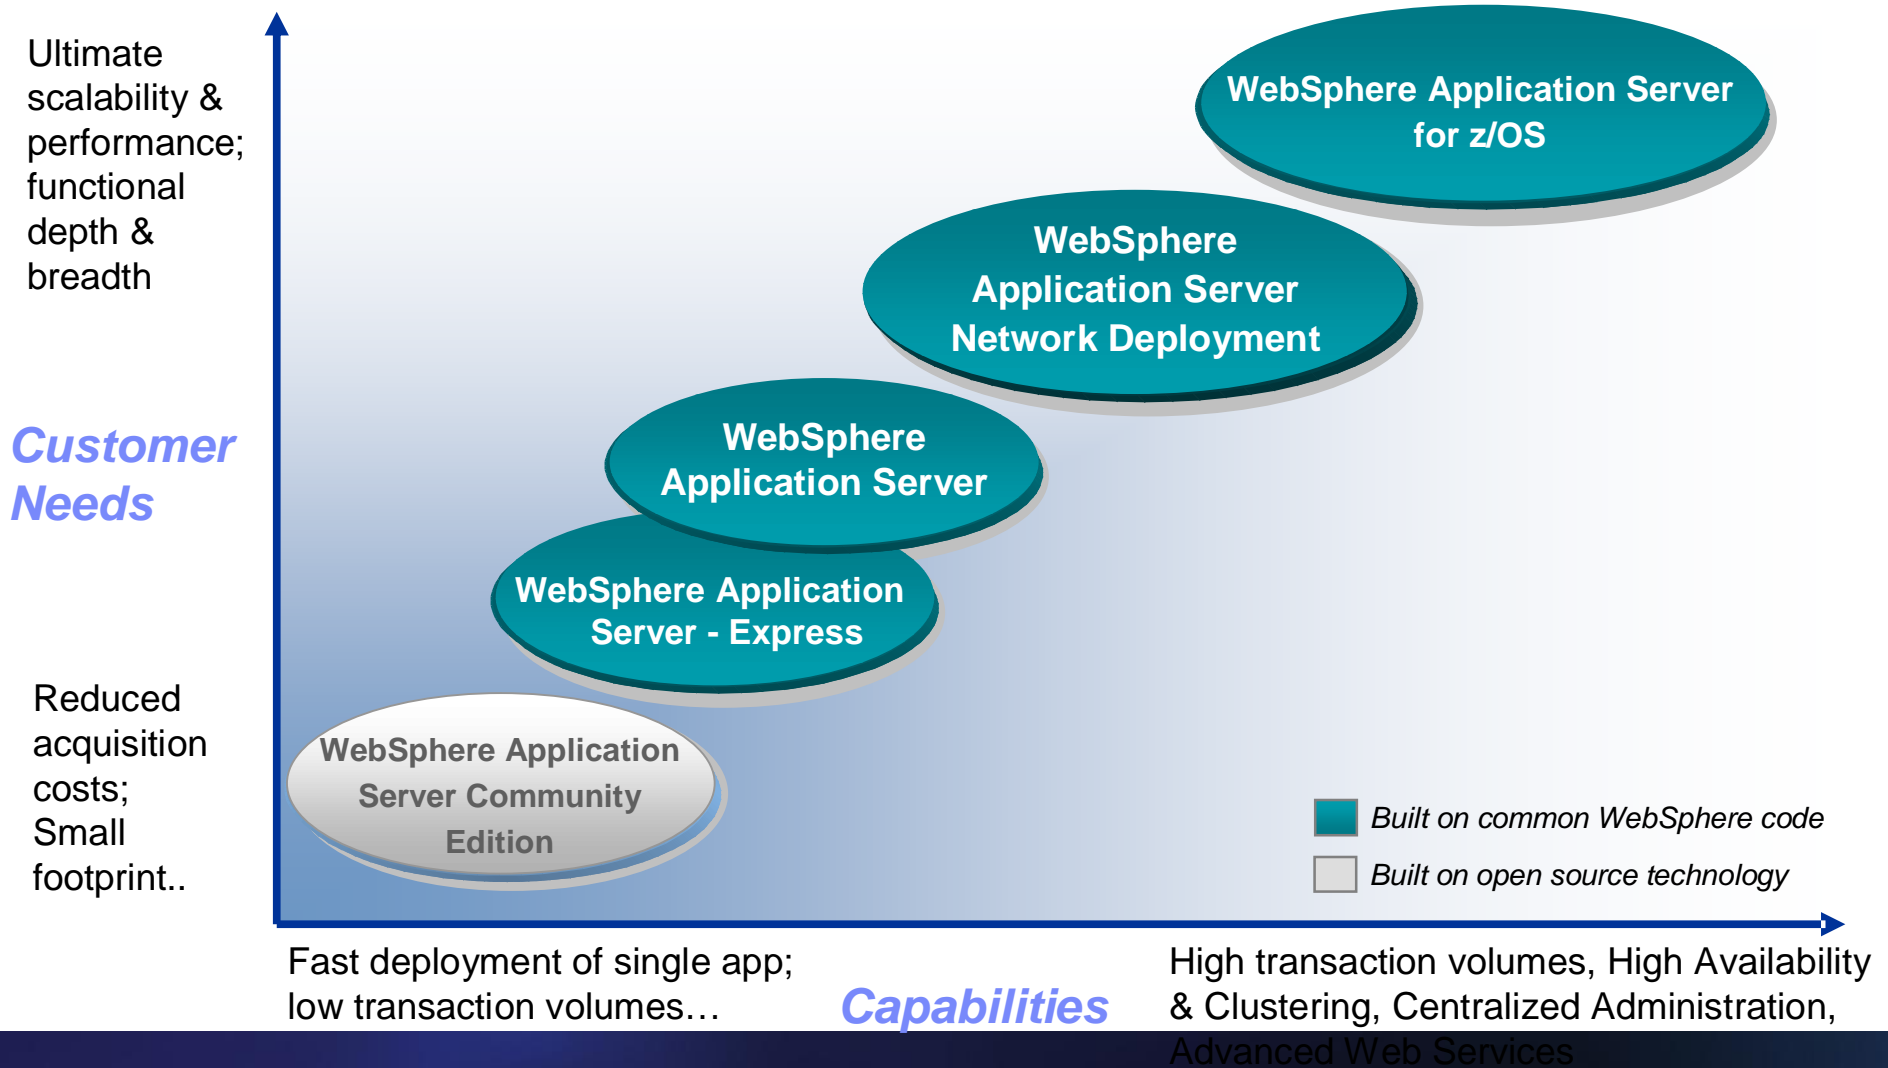 Ultimate
scalability &
performance;
functional
depth &
breadth
Customer
Needs
Reduced
acquisition
costs;
Small
footprint..
WebSphere Application Server
for z/OS
WebSphere
Application Server
Network Deployment
WebSphere
Application Server
WebSphere Application
Server - Express
WebSphere Application
Server Community
Edition
Built on common WebSphere code
Built on open source technology
Fast deployment of single app;
low transaction volumes…
Capabilities
High transaction volumes, High Availability
& Clustering, Centralized Administration,
Advanced Web Services